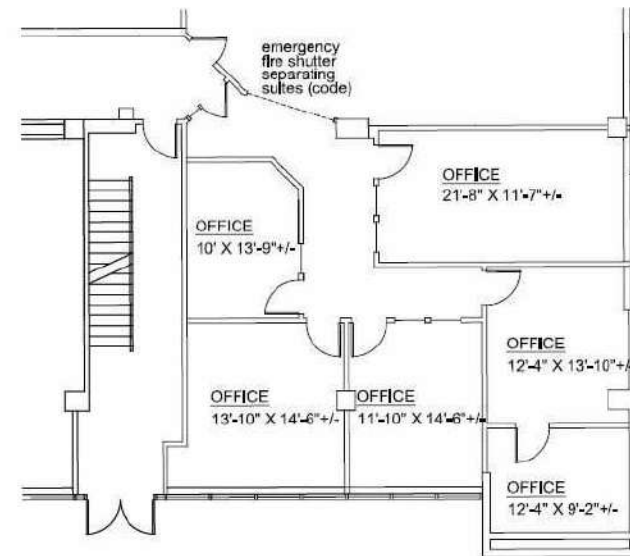 emergency
fire shutter
separating
suites (code)
OFFICE
21'-8" X 11'-7"+/-
OFFICE
10' X 13'-9"+/-
OFFICE
12'-4" X 13'-10"+/-
OFFICE
13'-10" X 14'-6"+/-
OFFICE
11'-10" X 14'-6"+/-
OFFICE
12'-4" X 9'-2"+/-